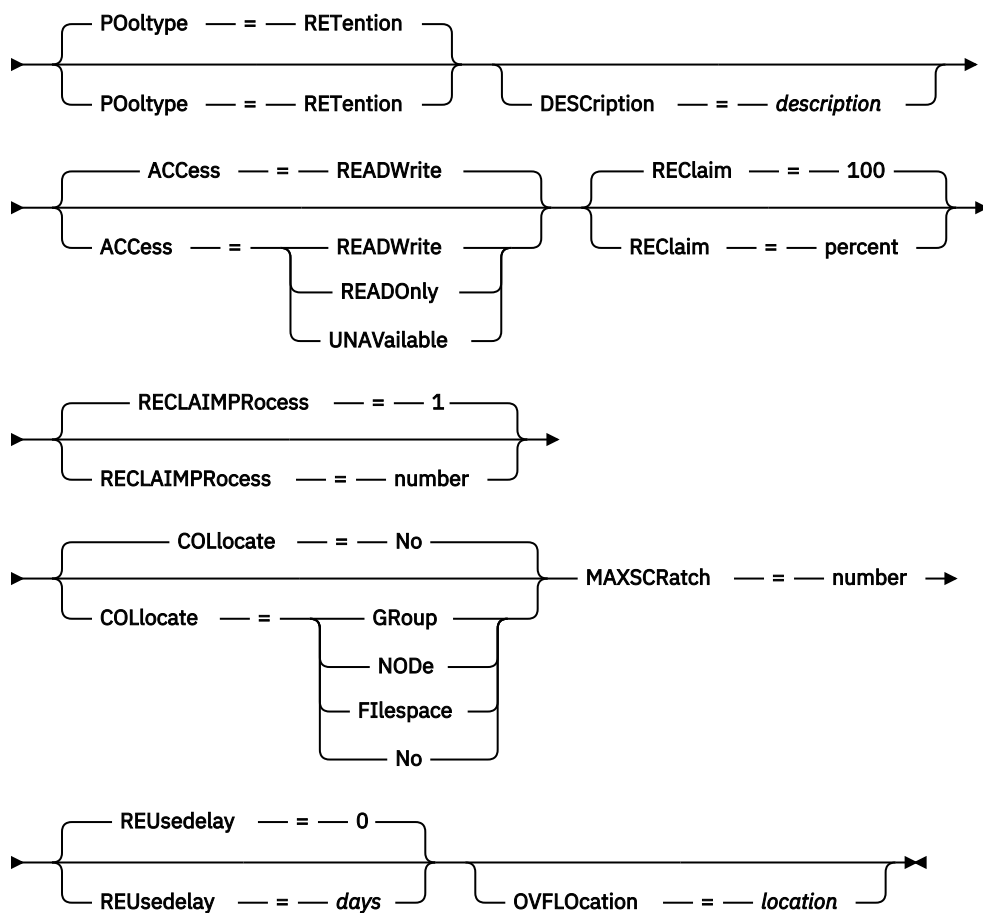 POoltype — = — RETention
POoltype — = — RETention
DESCription — = — description
ACCess — = — READWrite
REClaim — = — 100
ACCess — = — READWrite
REClaim — = — percent
READOnly
UNAVailable
RECLAIMPRocess — = — 1
RECLAIMPRocess — = — number
COLlocate — = — No
MAXSCRatch — = — number
COLlocate — = — GRoup
NODe
FIlespace
No
REUsedelay — = — 0
REUsedelay — = — days
OVFLOcation — = — location